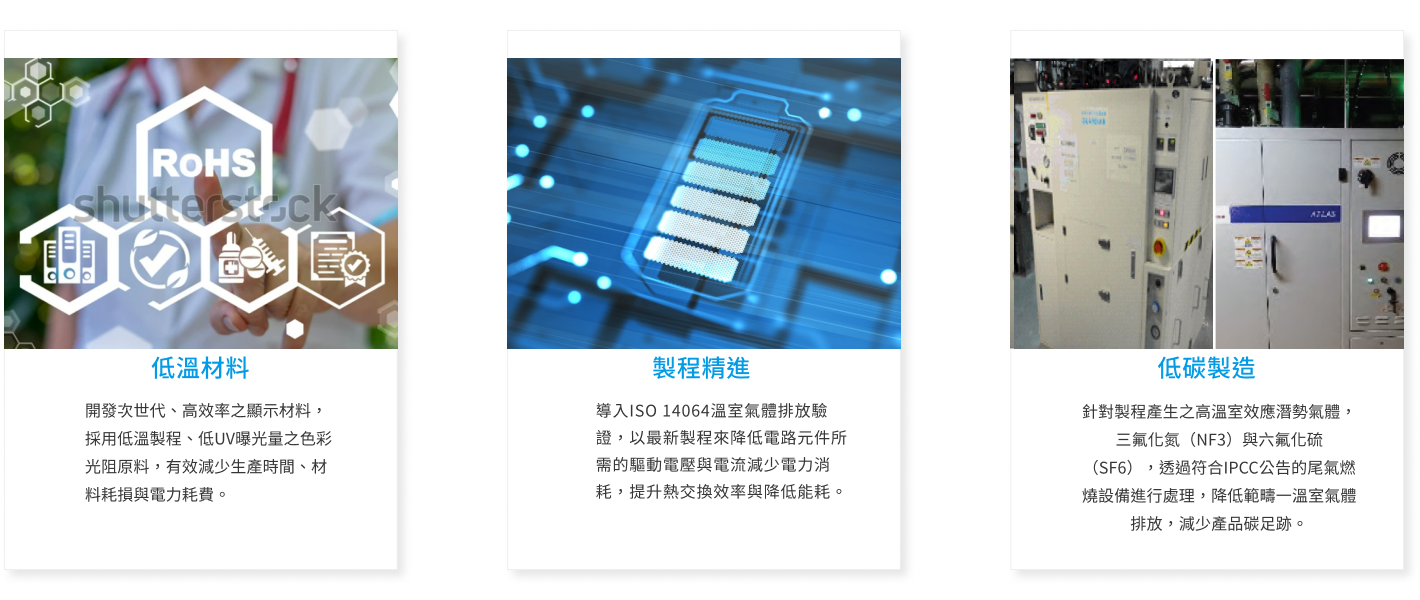 RoHS
shutterstock
低溫材料
開發次世代、高效率之顯示材料，
採用低溫製程、低UV曝光量之色彩
光阻原料，有效減少生產時間、材
料耗損與電力耗費。
製程精進
導入ISO 14064溫室氣體排放驗
證，以最新製程來降低電路元件所
需的驅動電壓與電流減少電力消
耗，提升熱交換效率與降低能耗。
ATLAS
低碳製造
針對製程產生之高溫室效應潛勢氣體，
三氟化氮（NF3）與六氟化硫
（SF6），透過符合IPCC公告的尾氣燃
燒設備進行處理，降低範疇一溫室氣體
排放，減少產品碳足跡。